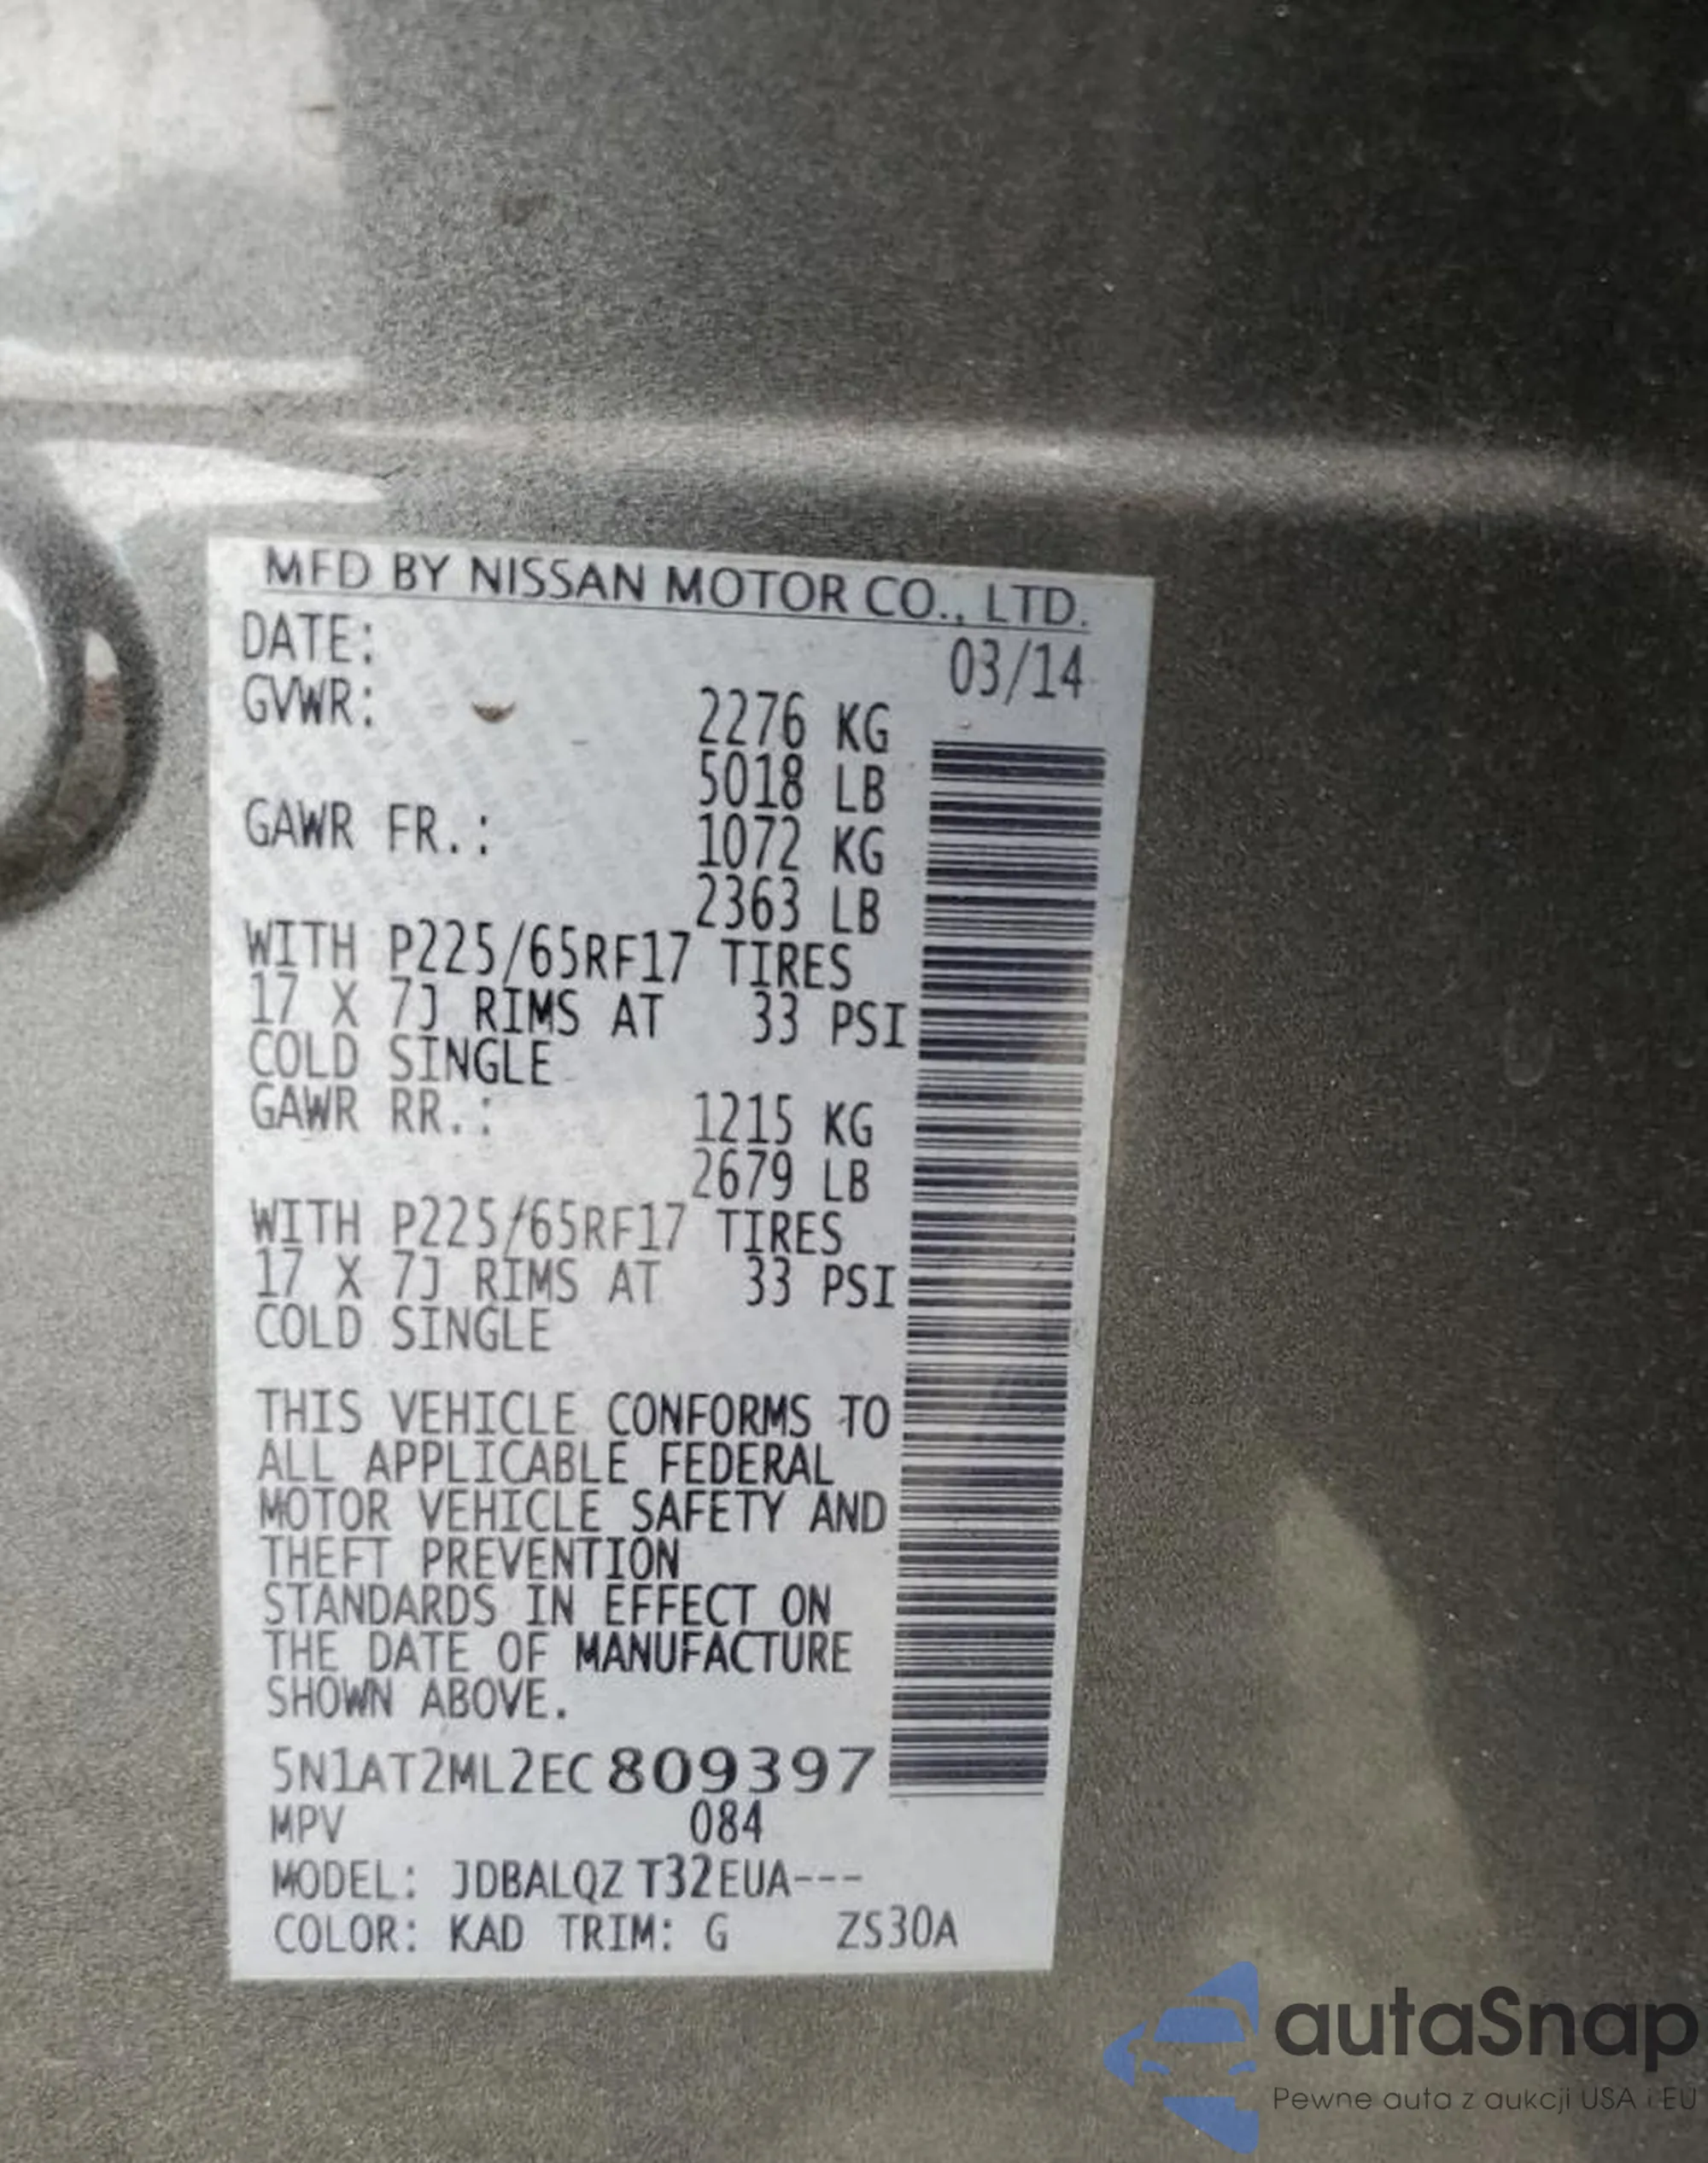 MFD BY NISSAN MOTOR CO., LTD.
DATE: 03/14
GVWR: 2276 KG
5018 LB
GAWR FR.: 1072 KG
2363 LB
WITH P225/65RF17 TIRES
17 X 7J RIMS AT 33 PSI
COLD SINGLE
GAWR RR.: 1215 KG
2679 LB
WITH P225/65RF17 TIRES
17 X 7J RIMS AT 33 PSI
COLD SINGLE
THIS VEHICLE CONFORMS TO
ALL APPLICABLE FEDERAL
MOTOR VEHICLE SAFETY AND
THEFT PREVENTION
STANDARDS IN EFFECT ON
THE DATE OF MANUFACTURE
SHOWN ABOVE.
5N1AT2ML2EC809397
MPV 084
MODEL: JDBALQZ T32EUA---
COLOR: KAD TRIM: G ZS30A
autaSnap
Pewne auta z aukcji USA i EU